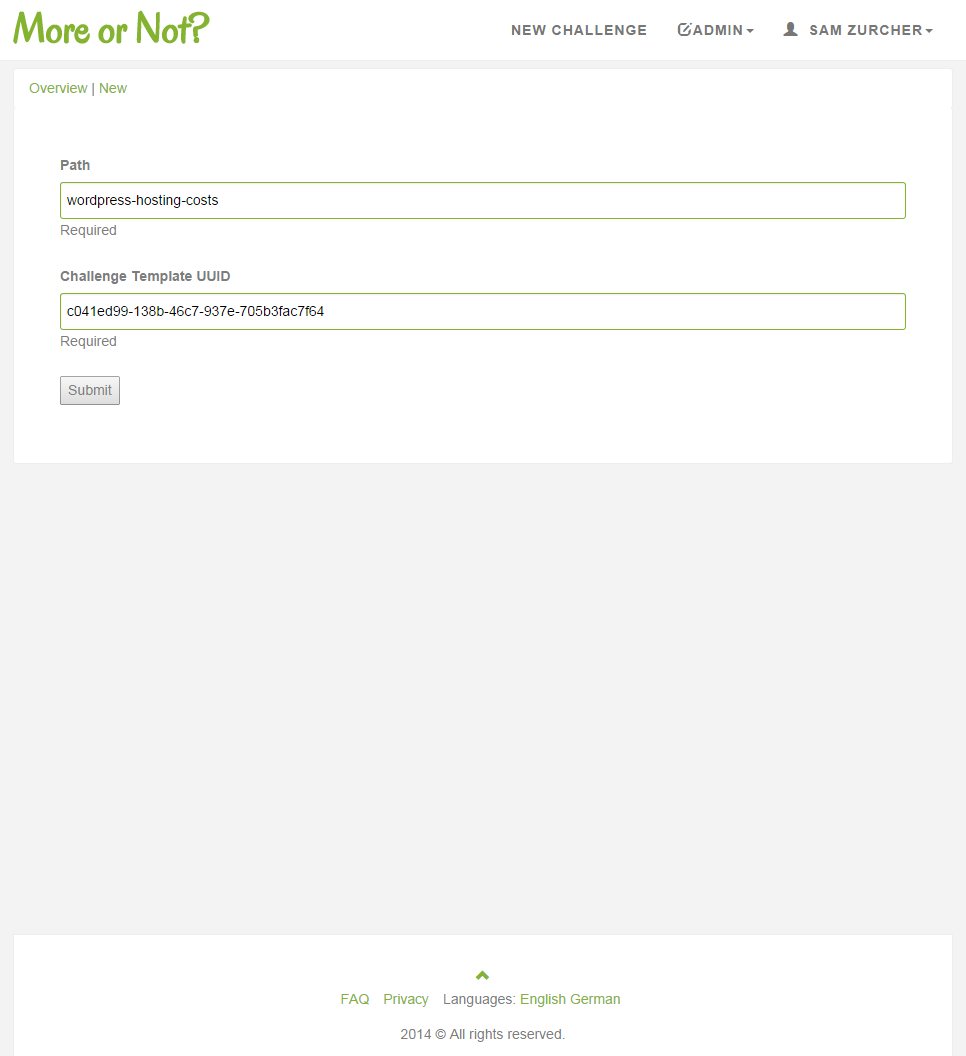 More or Not?
NEW CHALLENGE ADMIN SAM ZURCHER
Overview | New
Path
wordpress-hosting-costs
Required
Challenge Template UUID
c041ed99-138b-46c7-937e-705b3fac7f64
Required
Submit
FAQ Privacy Languages: English German
2014 © All rights reserved.